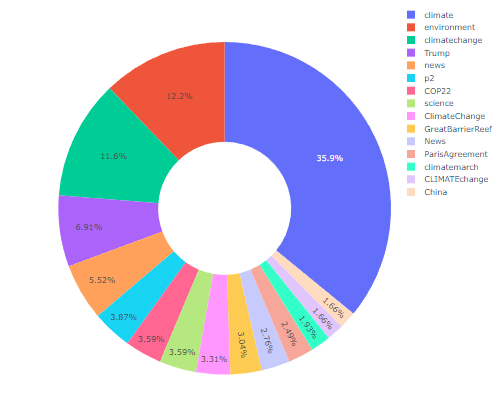 climate
environment
climatechange
Trump
news
p2
COP22
science
ClimateChange
GreatBarrierReef
News
ParisAgreement
climatemarch
CLIMATEchange
China
35.9%
12.2%
11.6%
6.91%
5.52%
3.87%
3.59%
3.59%
3.31%
3.04%
2.76%
2.49%
1.93%
1.66%
1.66%